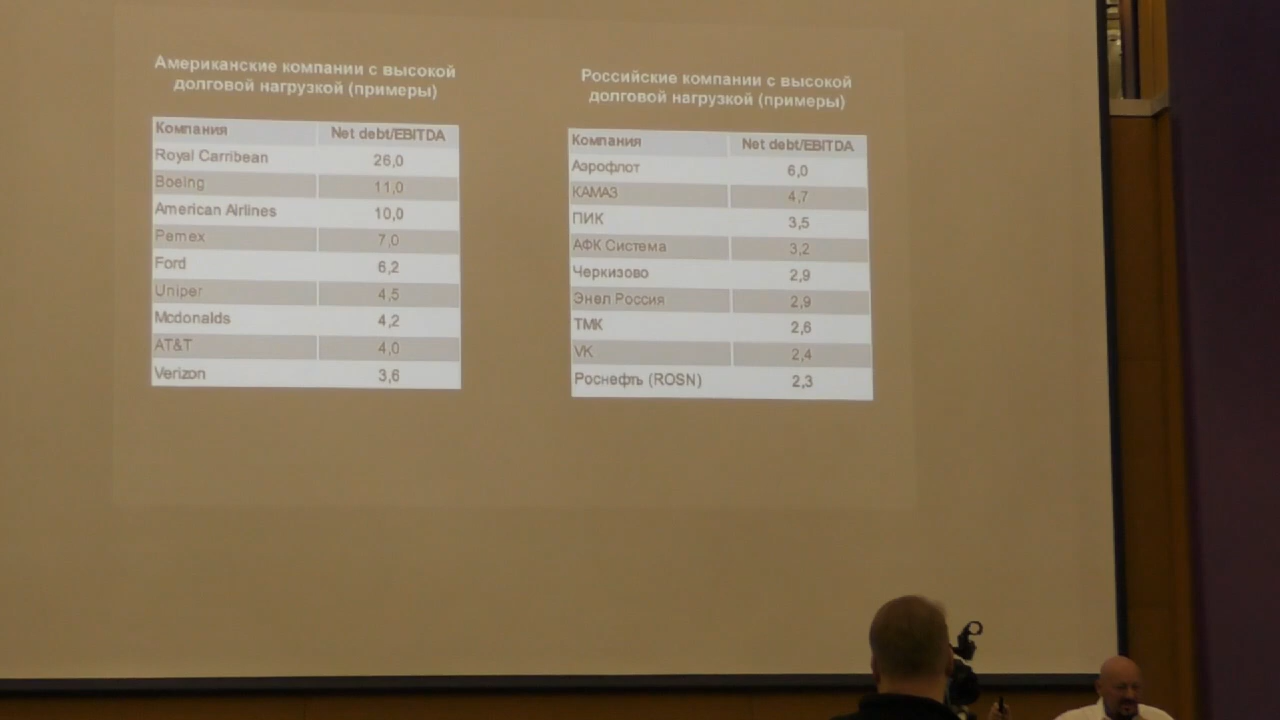 Американские компании с высокой
долговой нагрузкой (примеры)
Компания Net debt/EBITDA
Royal Carribean 26,0
Boeing 11,0
American Airlines 10,0
Pemex 7,0
Ford 6,2
Uniper 4,5
Mcdonalds 4,2
AT&T 4,0
Verizon 3,6
Российские компании с высокой
долговой нагрузкой (примеры)
Компания Net debt/EBITDA
Аэрофлот 6,0
КАМАЗ 4,7
ПИК 3,5
АФК Система 3,2
Черкизово 2,9
Энел Россия 2,9
ТМК 2,6
VK 2,4
Роснефть (ROSN) 2,3